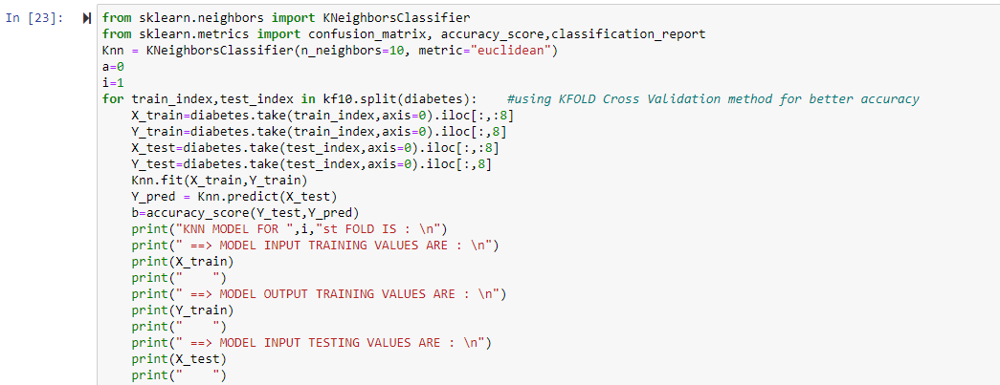 In [23]: from sklearn.neighbors import KNeighborsClassifier
from sklearn.metrics import confusion_matrix, accuracy_score,classification_report
Knn = KNeighborsClassifier(n_neighbors=10, metric="euclidean")
a=0
i=1
for train_index,test_index in kf10.split(diabetes):    #using KFOLD Cross Validation method for better accuracy
    X_train=diabetes.take(train_index,axis=0).iloc[:,:8]
    Y_train=diabetes.take(train_index,axis=0).iloc[:,8]
    X_test=diabetes.take(test_index,axis=0).iloc[:,:8]
    Y_test=diabetes.take(test_index,axis=0).iloc[:,8]
    Knn.fit(X_train,Y_train)
    Y_pred = Knn.predict(X_test)
    b=accuracy_score(Y_test,Y_pred)
    print("KNN MODEL FOR ",i,"st FOLD IS : \n")
    print(" ==> MODEL INPUT TRAINING VALUES ARE : \n")
    print(X_train)
    print("    ")
    print(" ==> MODEL OUTPUT TRAINING VALUES ARE : \n")
    print(Y_train)
    print("    ")
    print(" ==> MODEL INPUT TESTING VALUES ARE : \n")
    print(X_test)
    print("    ")